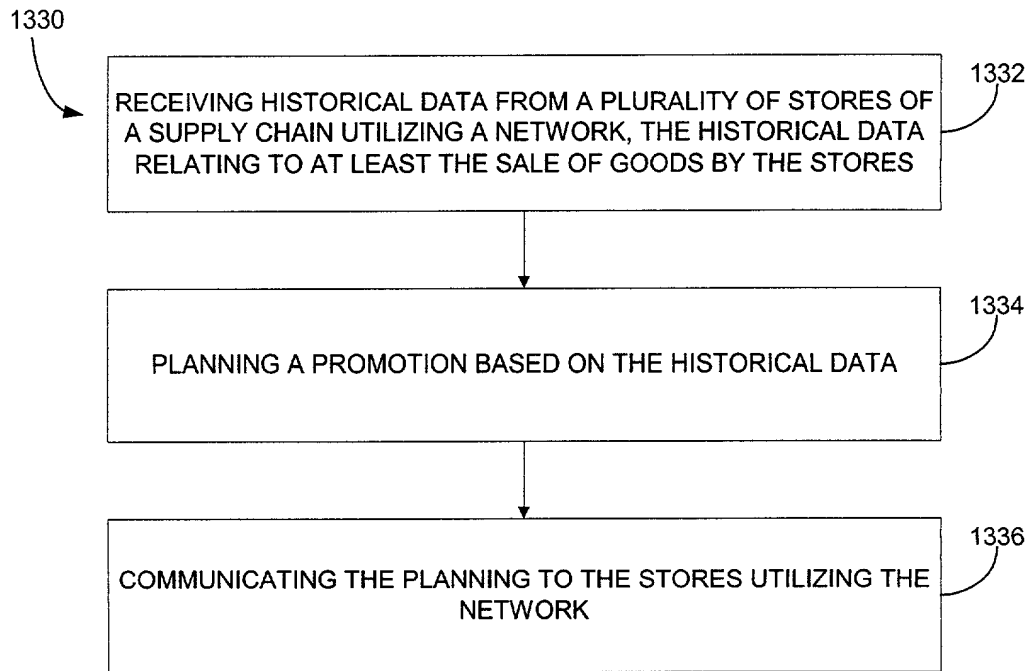 1330
1332
RECEIVING HISTORICAL DATA FROM A PLURALITY OF STORES OF
A SUPPLY CHAIN UTILIZING A NETWORK, THE HISTORICAL DATA
RELATING TO AT LEAST THE SALE OF GOODS BY THE STORES
1334
PLANNING A PROMOTION BASED ON THE HISTORICAL DATA
1336
COMMUNICATING THE PLANNING TO THE STORES UTILIZING THE
NETWORK